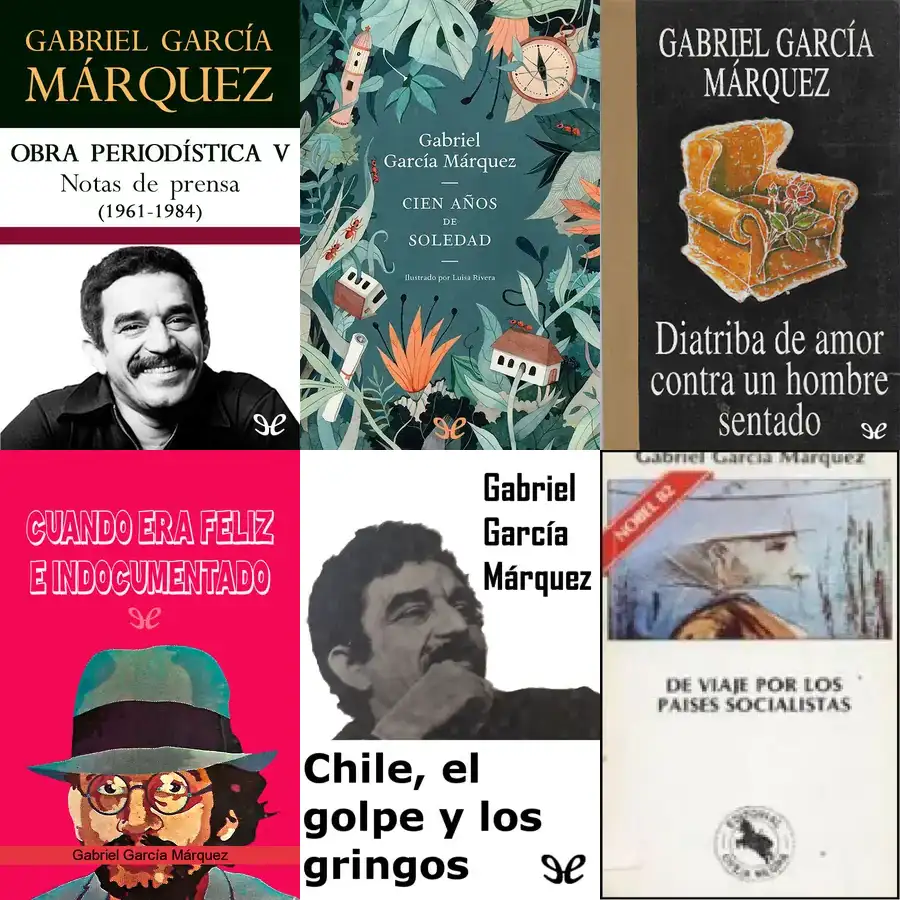 GABRIEL GARCÍA
MÁRQUEZ
OBRA PERIODÍSTICA V
Notas de prensa
(1961-1984)
Gabriel
García Márquez
CIEN AÑOS
DE
SOLEDAD
Ilustrado por Luisa Rivera
GABRIEL GARCÍA
MÁRQUEZ
Diatriba de amor
contra un hombre
sentado
CUANDO ERA FELIZ
E INDOCUMENTADO
Gabriel García Márquez
Gabriel
García
Márquez
Chile, el
golpe y los
gringos
Gabriel García Márquez
NOBEL 82
DE VIAJE POR LOS
PAISES SOCIALISTAS
EDITORIAL